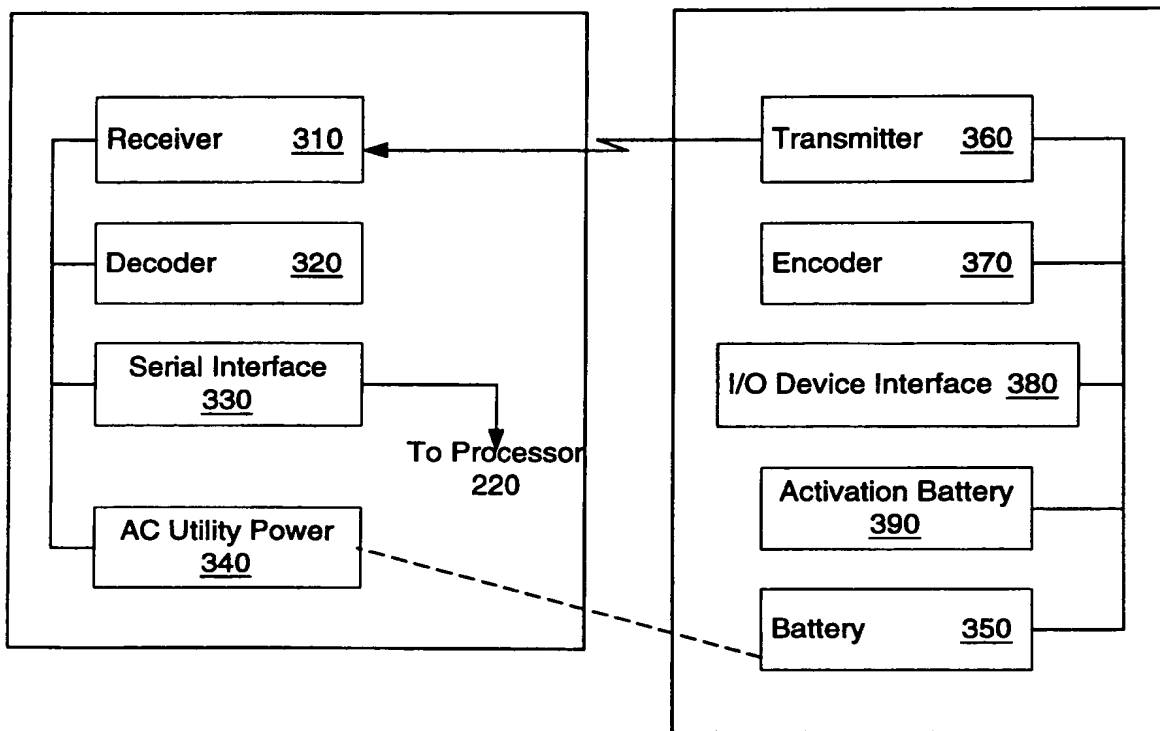 Receiver 310
Decoder 320
Serial Interface
330
To Processor
220
AC Utility Power
340
Transmitter 360
Encoder 370
I/O Device Interface 380
Activation Battery
390
Battery 350